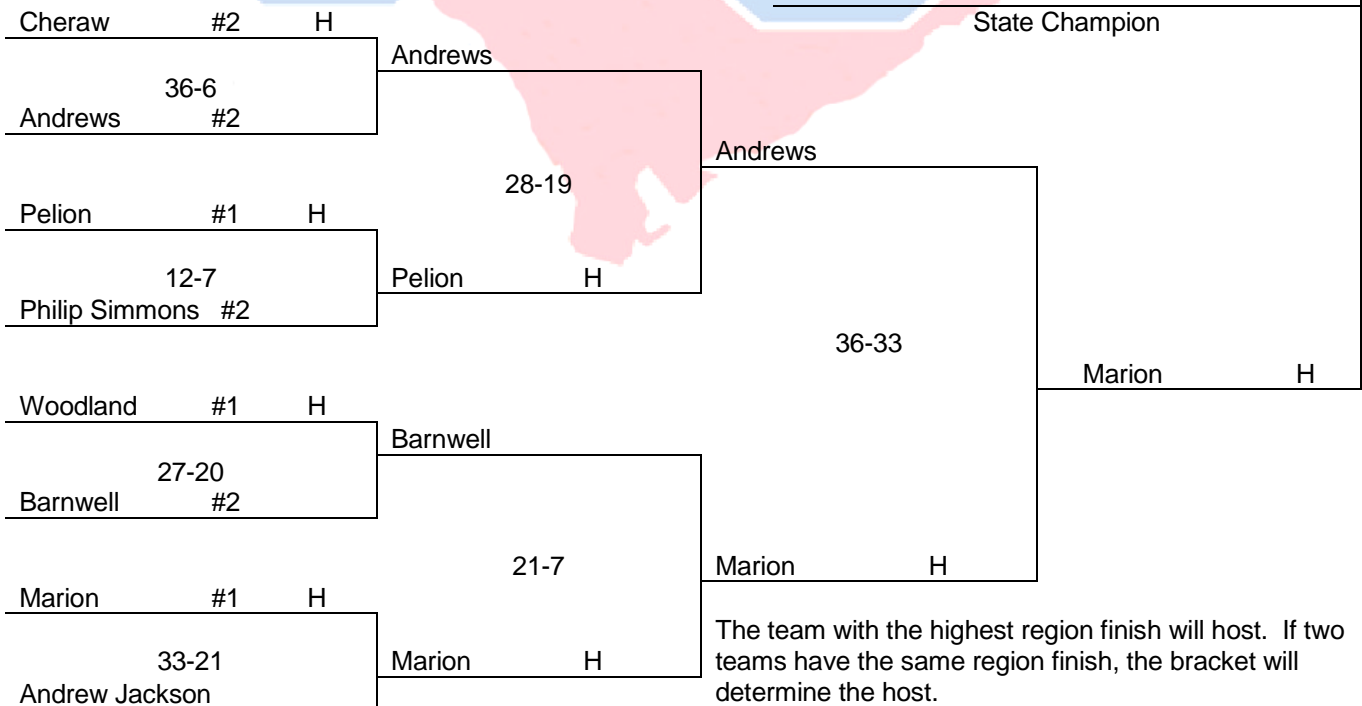 State Champion
Cheraw #2 H
Andrews
36-6
Andrews #2
Andrews
28-19
Pelion #1 H
12-7
Pelion H
Philip Simmons #2
36-33
Marion H
Woodland #1 H
Barnwell
27-20
Barnwell #2
21-7
Marion H
Marion #1 H
The team with the highest region finish will host. If two
33-21
Marion H
teams have the same region finish, the bracket will
Andrew Jackson
determine the host.